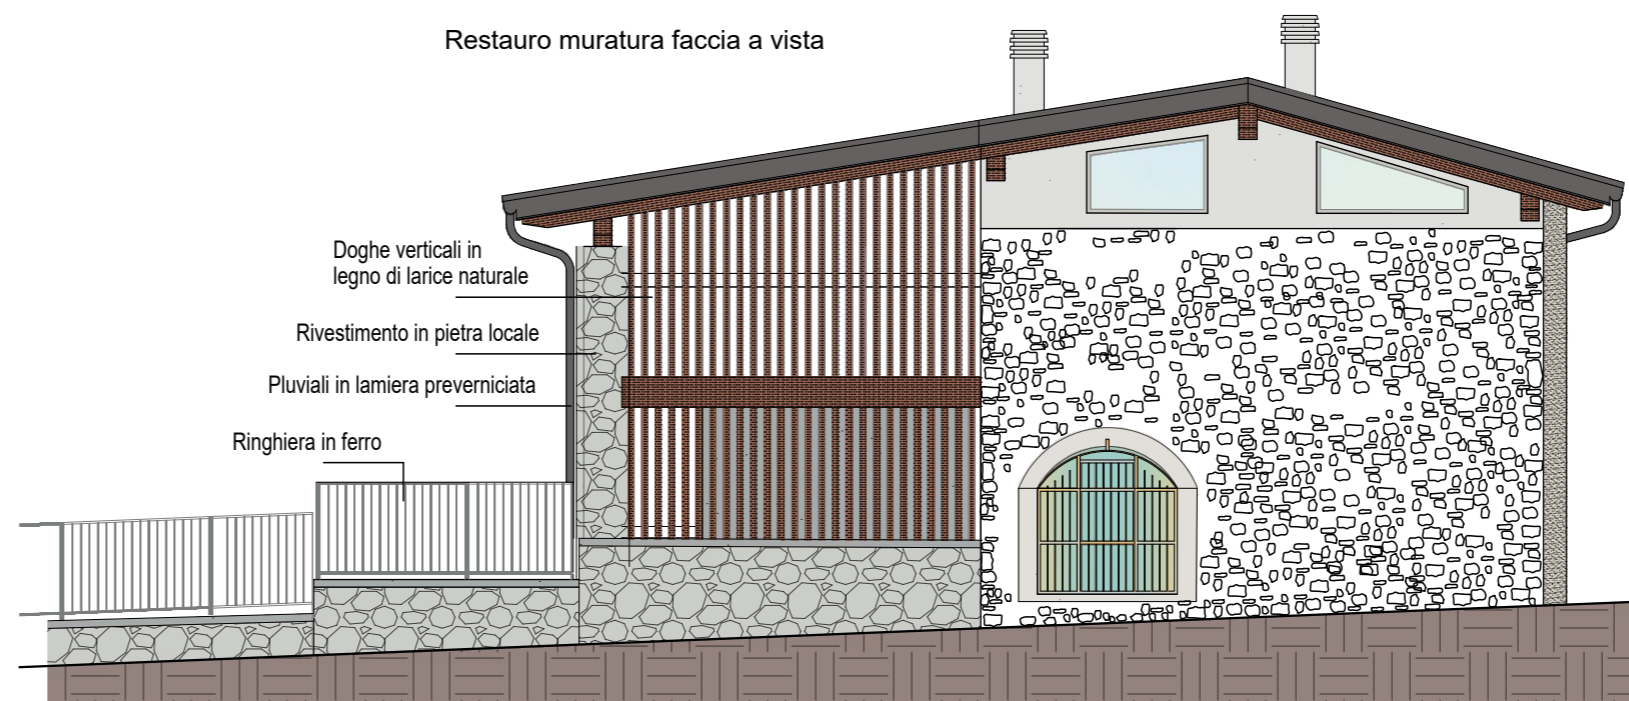 Restauro muratura faccia a vista
Doghe verticali in
legno di larice naturale
Rivestimento in pietra locale
Pluviali in lamiera preverniciata
Ringhiera in ferro